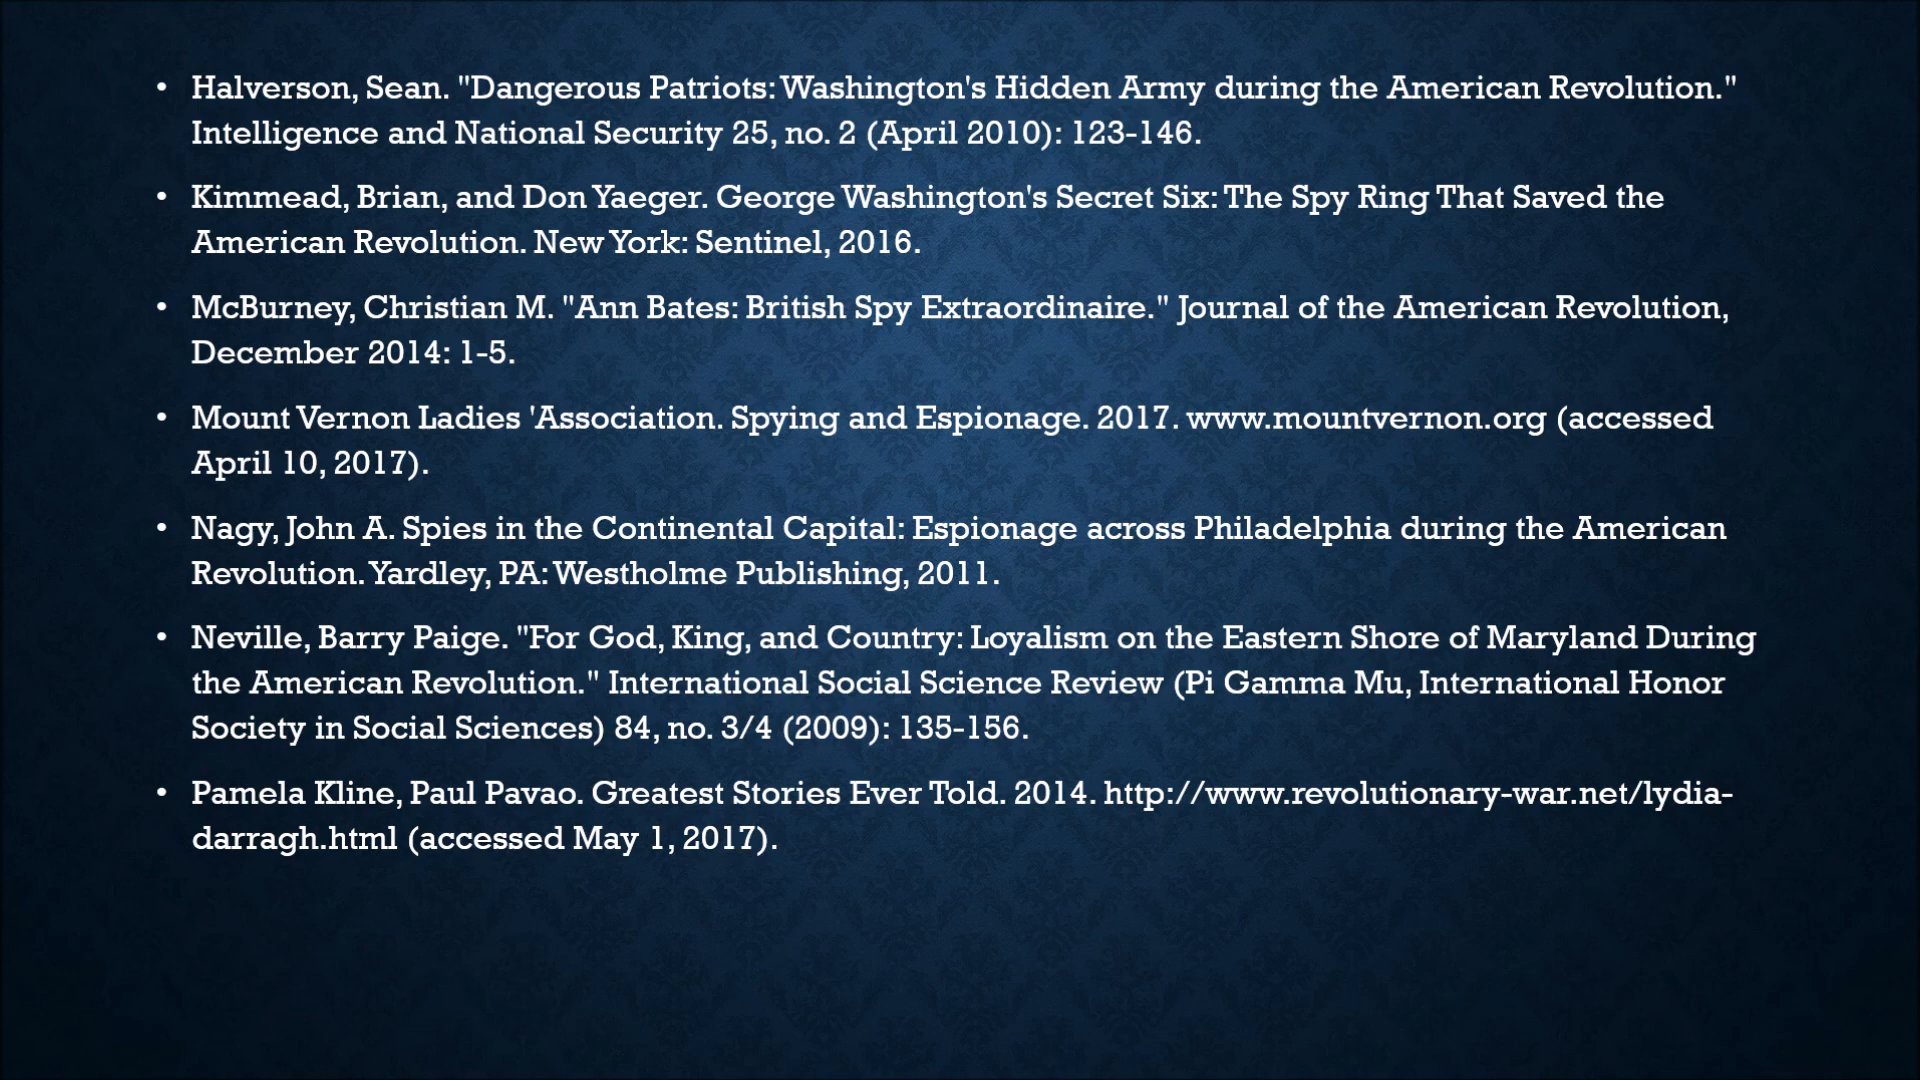 • Halverson, Sean. "Dangerous Patriots: Washington's Hidden Army during the American Revolution."
Intelligence and National Security 25, no. 2 (April 2010): 123-146.
• Kimmead, Brian, and Don Yaeger. George Washington's Secret Six: The Spy Ring That Saved the
American Revolution. New York: Sentinel, 2016.
• McBurney, Christian M. "Ann Bates: British Spy Extraordinaire." Journal of the American Revolution,
December 2014: 1-5.
• Mount Vernon Ladies 'Association. Spying and Espionage. 2017. www.mountvernon.org (accessed
April 10, 2017).
• Nagy, John A. Spies in the Continental Capital: Espionage across Philadelphia during the American
Revolution. Yardley, PA: Westholme Publishing, 2011.
• Neville, Barry Paige. "For God, King, and Country: Loyalism on the Eastern Shore of Maryland During
the American Revolution." International Social Science Review (Pi Gamma Mu, International Honor
Society in Social Sciences) 84, no. 3/4 (2009): 135-156.
• Pamela Kline, Paul Pavao. Greatest Stories Ever Told. 2014. http://www.revolutionary-war.net/lydia-
darragh.html (accessed May 1, 2017).